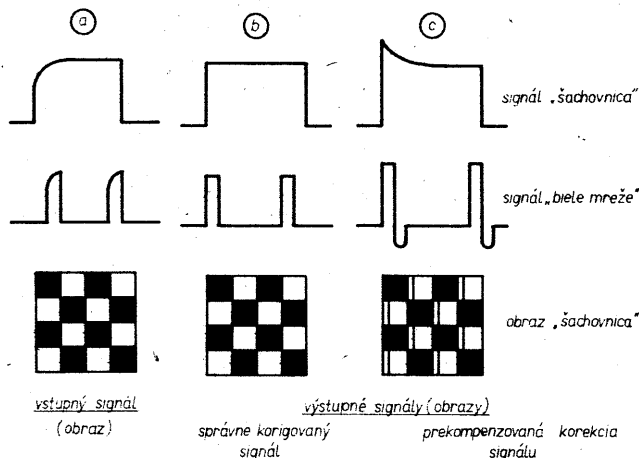 a b c
signál „šachovnica"
signál „biele mreže"
obraz „šachovnica"
vstupný signál
(obraz)
výstupné signály (obrazy)
správne korigovaný
signál
prekompenzovaná korekcia
signálu